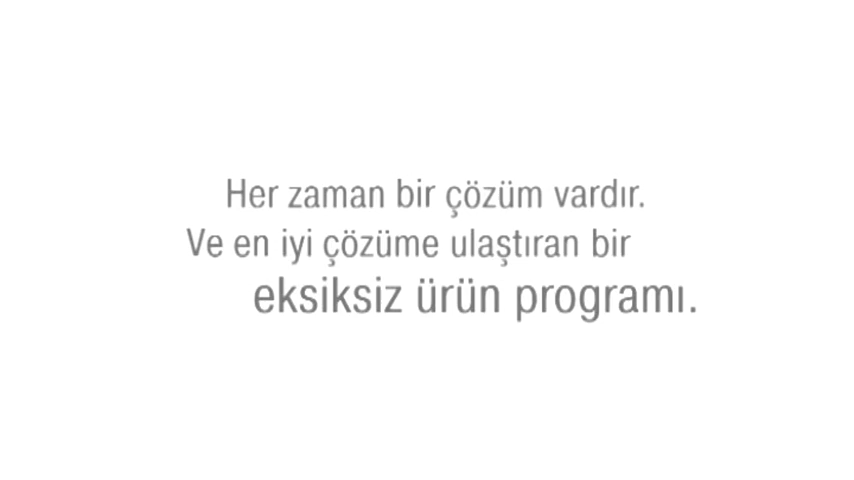 Her zaman bir çözüm vardır.
Ve en iyi çözüme ulaştıran bir
eksiksiz ürün programı.